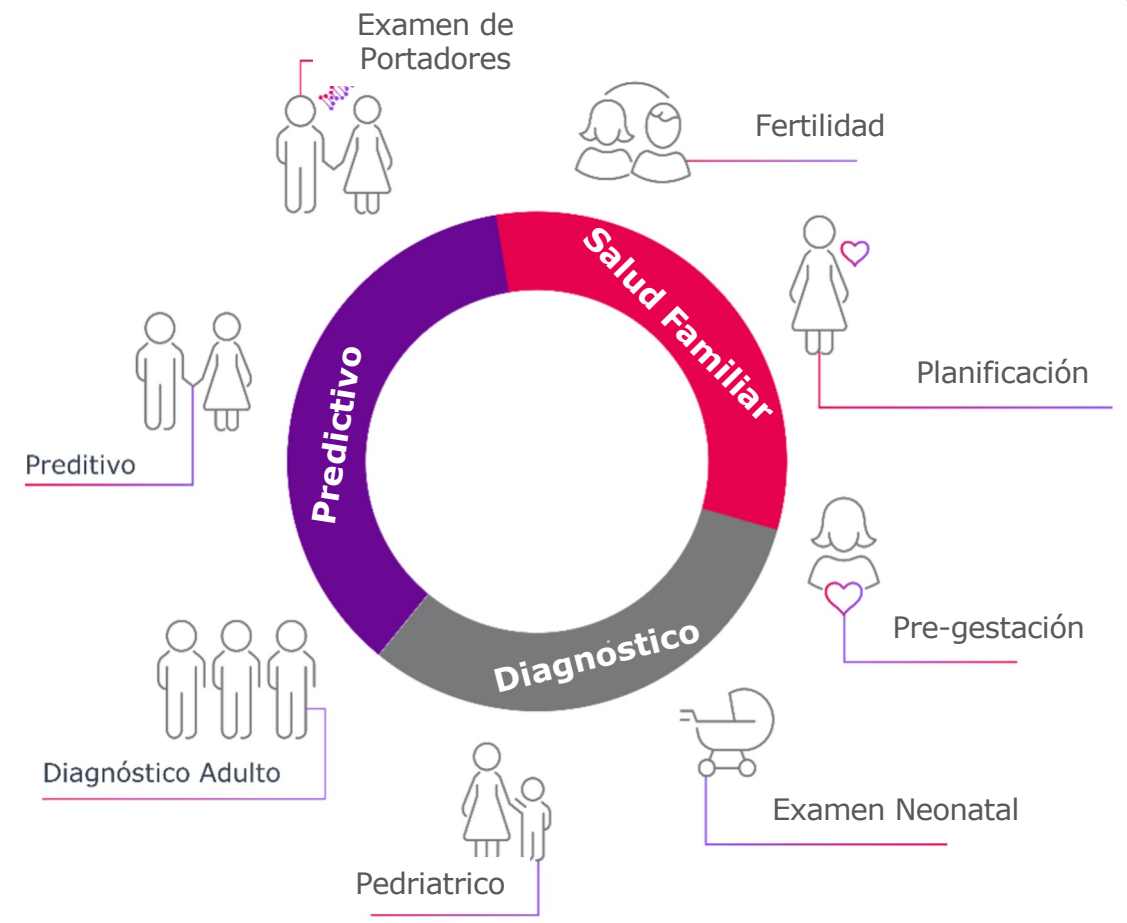 Examen de
Portadores
Fertilidad
Salud Familiar
Planificación
Predictivo
Preditivo
Pre-gestación
Diagnóstico
Diagnóstico Adulto
Examen Neonatal
Pedriatrico